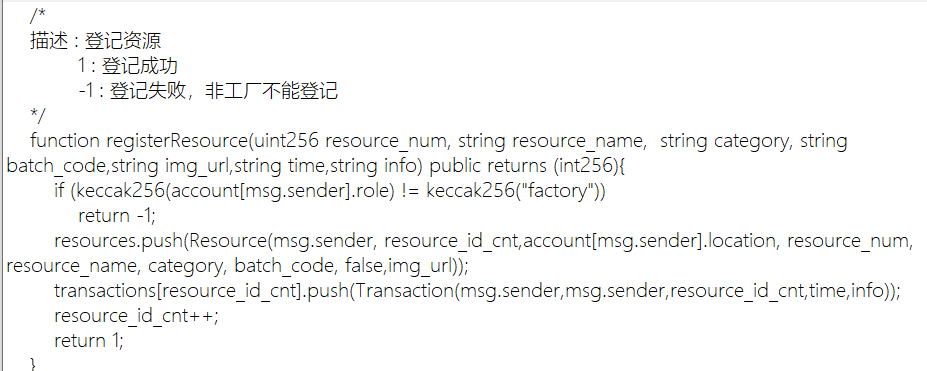 /*
描述 : 登记资源
1 : 登记成功
-1 : 登记失败，非工厂不能登记
*/
function registerResource(uint256 resource_num, string resource_name,  string category, string
batch_code,string img_url,string time,string info) public returns (int256){
if (keccak256(account[msg.sender].role) != keccak256("factory"))
return -1;
resources.push(Resource(msg.sender, resource_id_cnt,account[msg.sender].location, resource_num,
resource_name, category, batch_code, false,img_url));
transactions[resource_id_cnt].push(Transaction(msg.sender,msg.sender,resource_id_cnt,time,info));
resource_id_cnt++;
return 1;
}